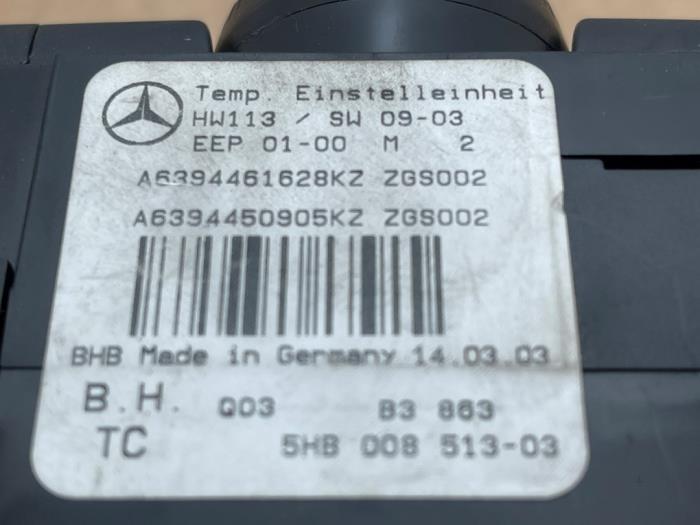 Temp. Einstelleinheit
HW113 / SW 09-03
EEP 01-00 M 2
A6394461628KZ ZGS002
A6394450905KZ ZGS002
BHB Made in Germany 14.03.03
B.H. Q03 83 863
TC 5HB 008 513-03